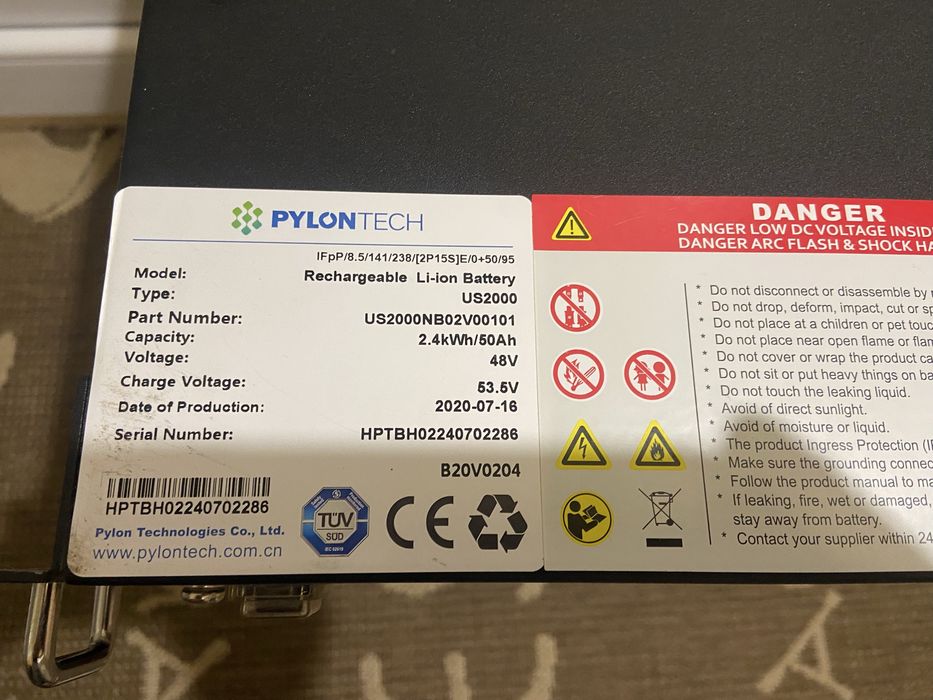 PYLONTECH
IFpP/8.5/141/238/[2P15S]E/0+50/95
Model: Rechargeable Li-ion Battery
Type: US2000
Part Number: US2000NB02V00101
Capacity: 2.4kWh/50Ah
Voltage: 48V
Charge Voltage: 53.5V
Date of Production: 2020-07-16
Serial Number: HPTBH02240702286
B20V0204
HPTBH02240702286
Pylon Technologies Co., Ltd.
www.pylontech.com.cn
TÜV
SUD
IEC 62619
CE
DANGER
DANGER LOW DC VOLTAGE INSID
DANGER ARC FLASH & SHOCK HA
* Do not disconnect or disassemble by
* Do not drop, deform, impact, cut or sp
* Do not place at a children or pet touc
* Do not place near open flame or flam
* Do not cover or wrap the product ca
* Do not sit or put heavy things on ba
* Do not touch the leaking liquid.
* Avoid of direct sunlight.
* Avoid of moisture or liquid.
* The product Ingress Protection (I
* Make sure the grounding connec
* Follow the product manual to ma
* If leaking, fire, wet or damaged,
stay away from battery.
* Contact your supplier within 24